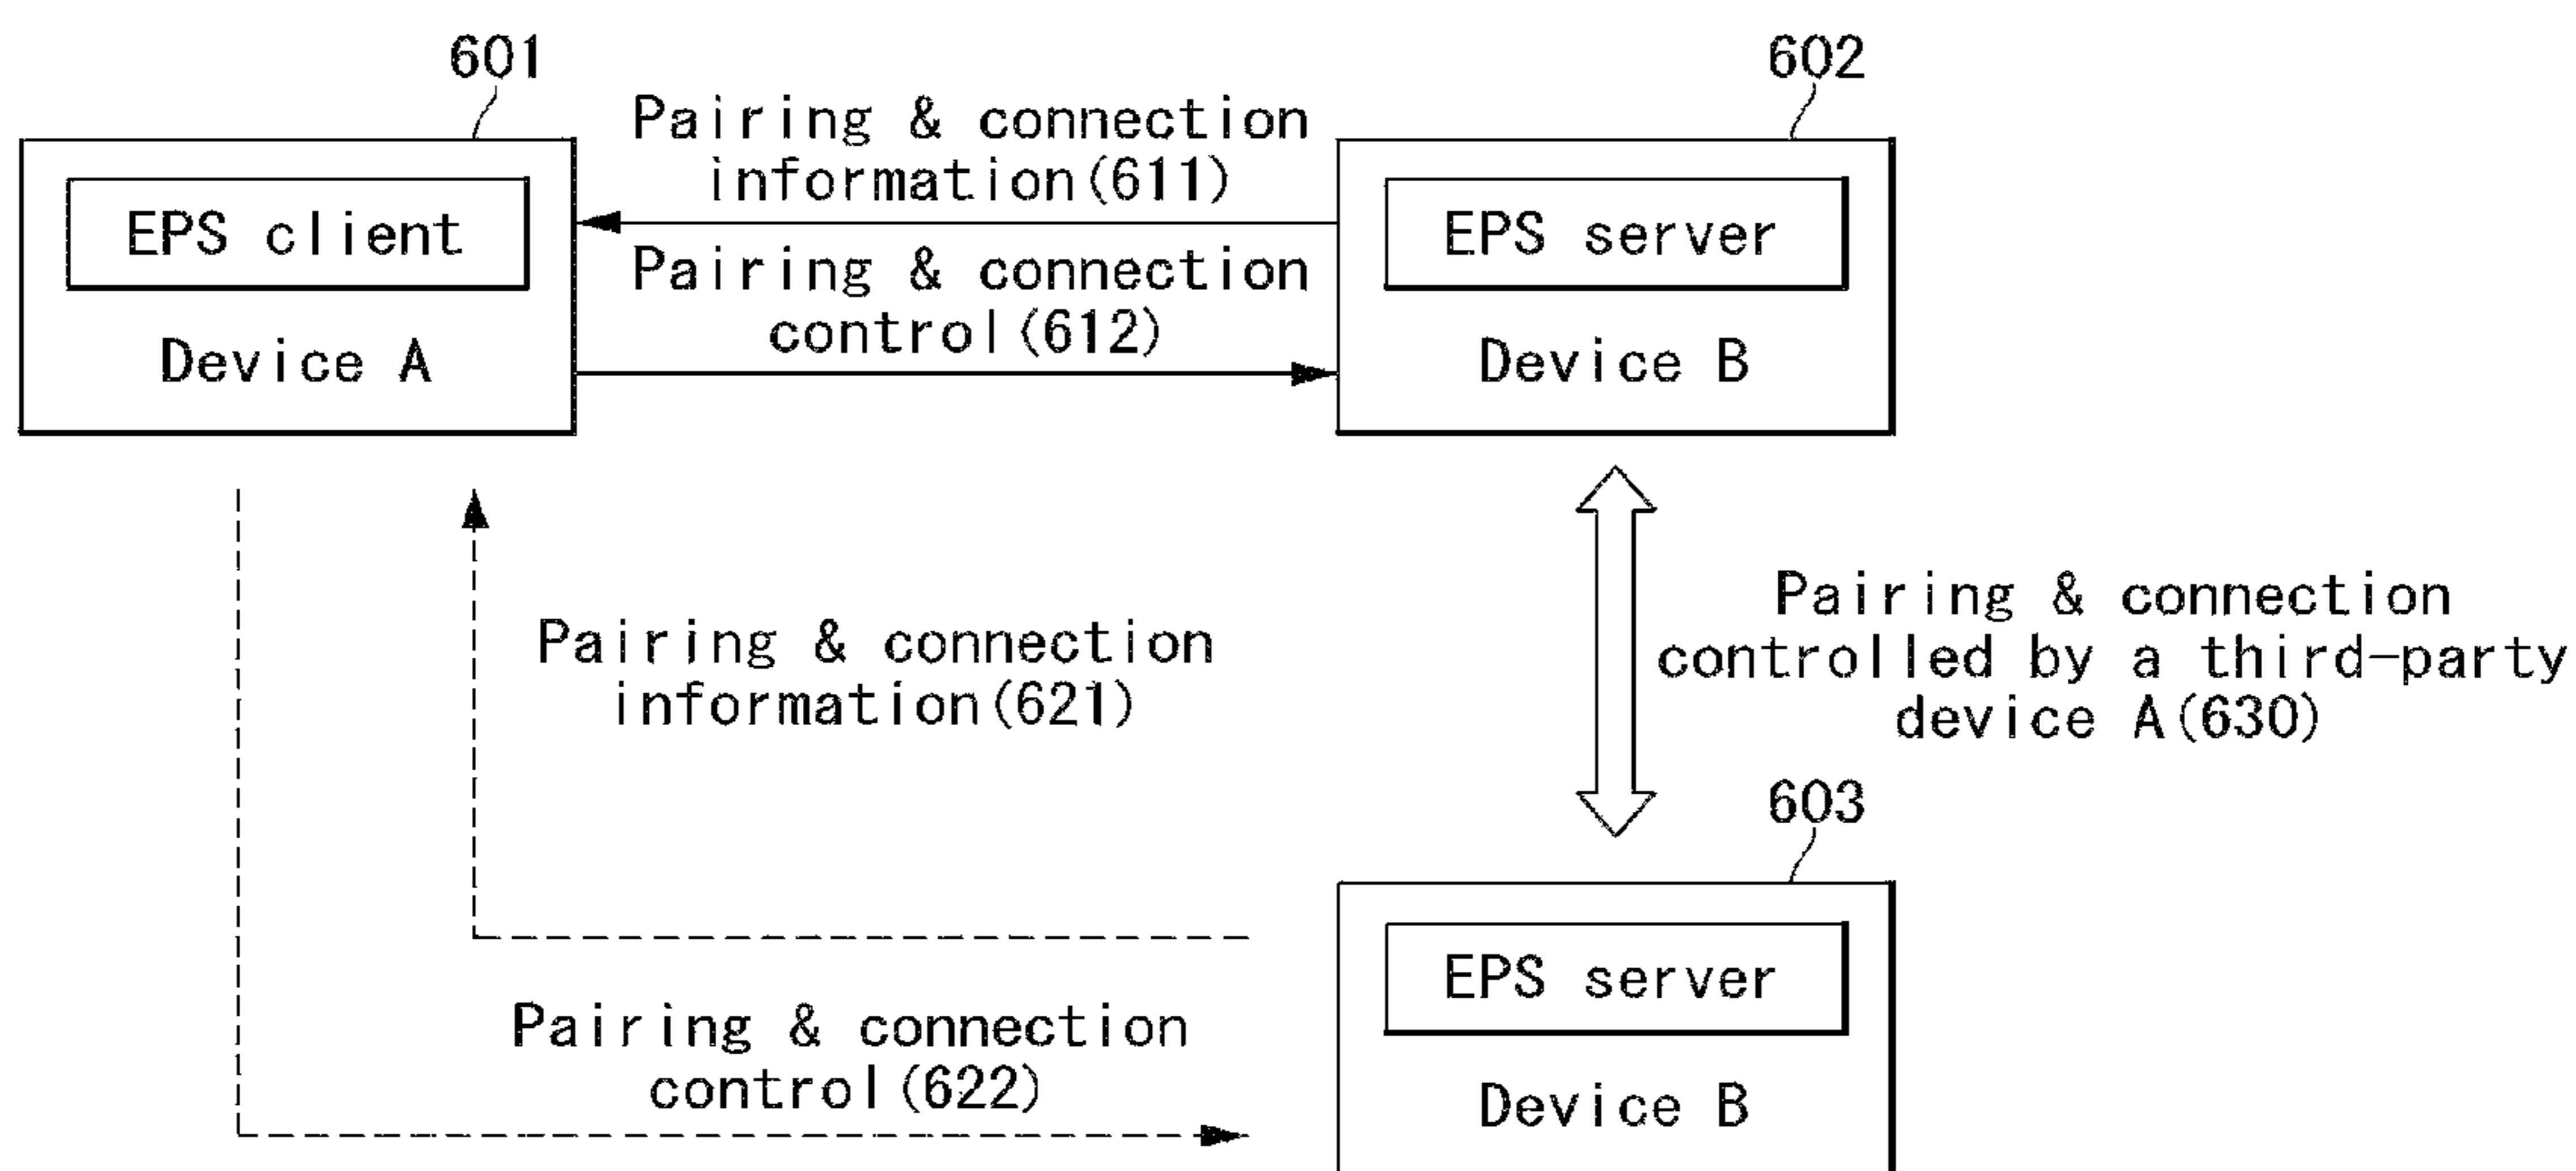 601
602
Pairing & connection
information(611)
EPS client
EPS server
Pairing & connection
control(612)
Device A
Device B
Pairing & connection
controlled by a third-party
device A(630)
Pairing & connection
information(621)
603
EPS server
Pairing & connection
control(622)
Device B